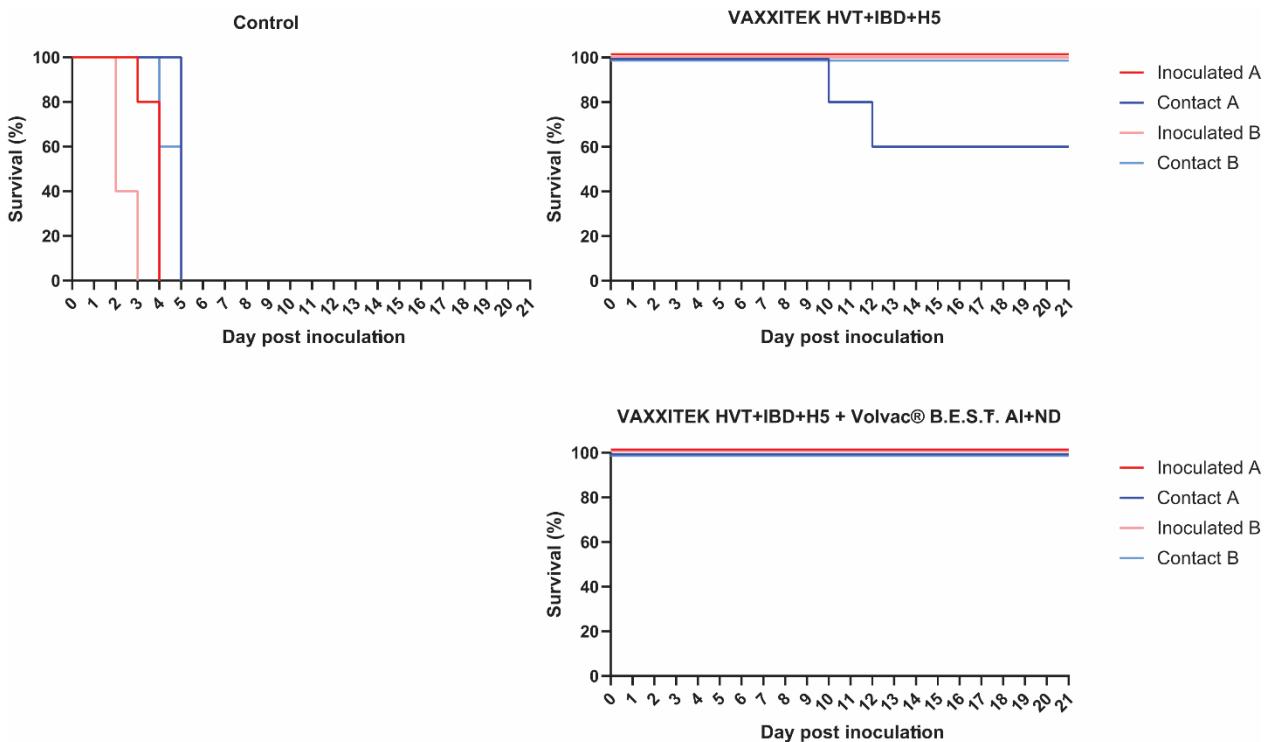 Control
Survival (%)
100
80
60
40
20
0
0 1 2 3 4 5 6 7 8 9 10 11 12 13 14 15 16 17 18 19 20 21
Day post inoculation
VAXXITEK HVT+IBD+H5
Survival (%)
100
80
60
40
20
0
0 1 2 3 4 5 6 7 8 9 10 11 12 13 14 15 16 17 18 19 20 21
Day post inoculation
Inoculated A
Contact A
Inoculated B
Contact B
VAXXITEK HVT+IBD+H5 + Volvac® B.E.S.T. AI+ND
Survival (%)
100
80
60
40
20
0
0 1 2 3 4 5 6 7 8 9 10 11 12 13 14 15 16 17 18 19 20 21
Day post inoculation
Inoculated A
Contact A
Inoculated B
Contact B